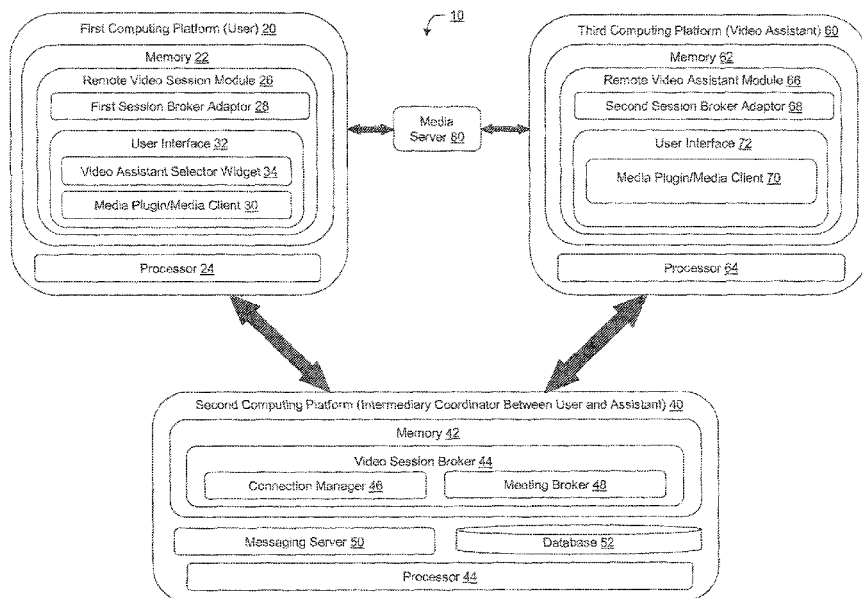 10
First Computing Platform (User) 20
Memory 22
Remote Video Session Module 26
First Session Broker Adaptor 28
User Interface 32
Video Assistant Selector Widget 34
Media Plugin/Media Client 30
Processor 24
Media
Server 80
Third Computing Platform (Video Assistant) 60
Memory 62
Remote Video Assistant Module 66
Second Session Broker Adaptor 68
User Interface 72
Media Plugin/Media Client 70
Processor 64
Second Computing Platform (Intermediary Coordinator Between User and Assistant) 40
Memory 42
Video Session Broker 44
Connection Manager 46
Meeting Broker 48
Messaging Server 50
Database 52
Processor 44